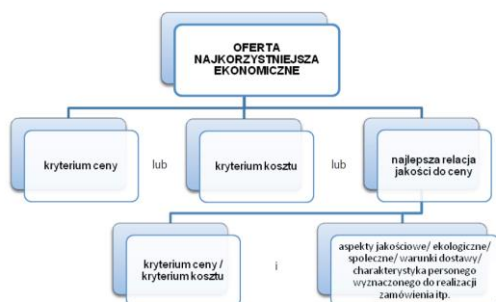 OFERTA
NAJKORZYSTNIEJSZA
EKONOMICZNE
kryterium ceny
lub
kryterium kosztu
lub
najlepsza relacja
jakości do ceny
kryterium ceny /
kryterium kosztu
i
aspekty jakościowe/ ekologiczne/
społeczne/ warunki dostawy/
charakterystyka personego
wyznaczonego do realizacji
zamówienia itp.